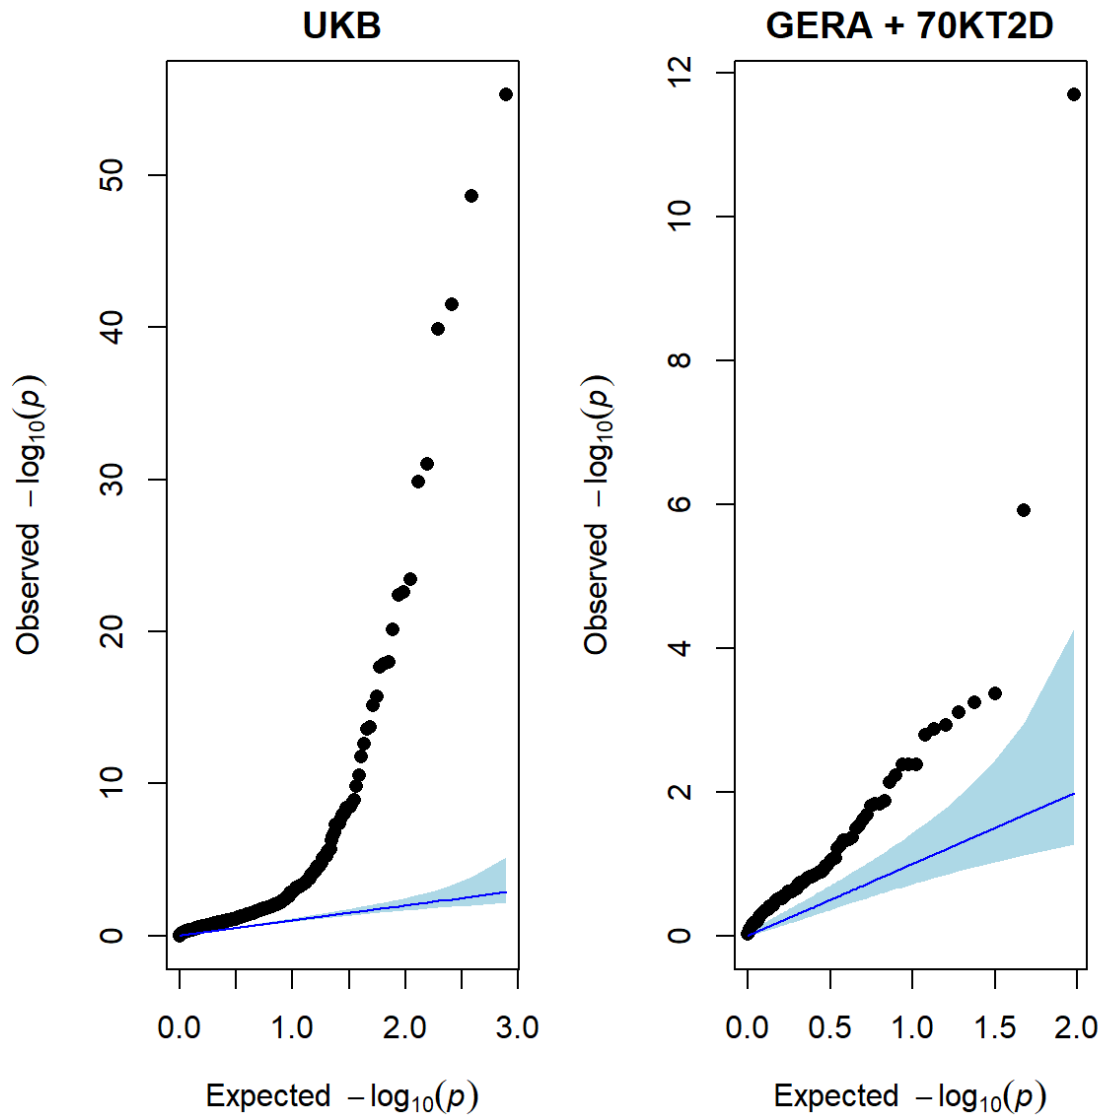 UKB
Observed −log₁₀(p)
50
40
30
20
10
0
0.0 1.0 2.0 3.0
Expected −log₁₀(p)
GERA + 70KT2D
Observed −log₁₀(p)
12
10
8
6
4
2
0
0.0 0.5 1.0 1.5 2.0
Expected −log₁₀(p)